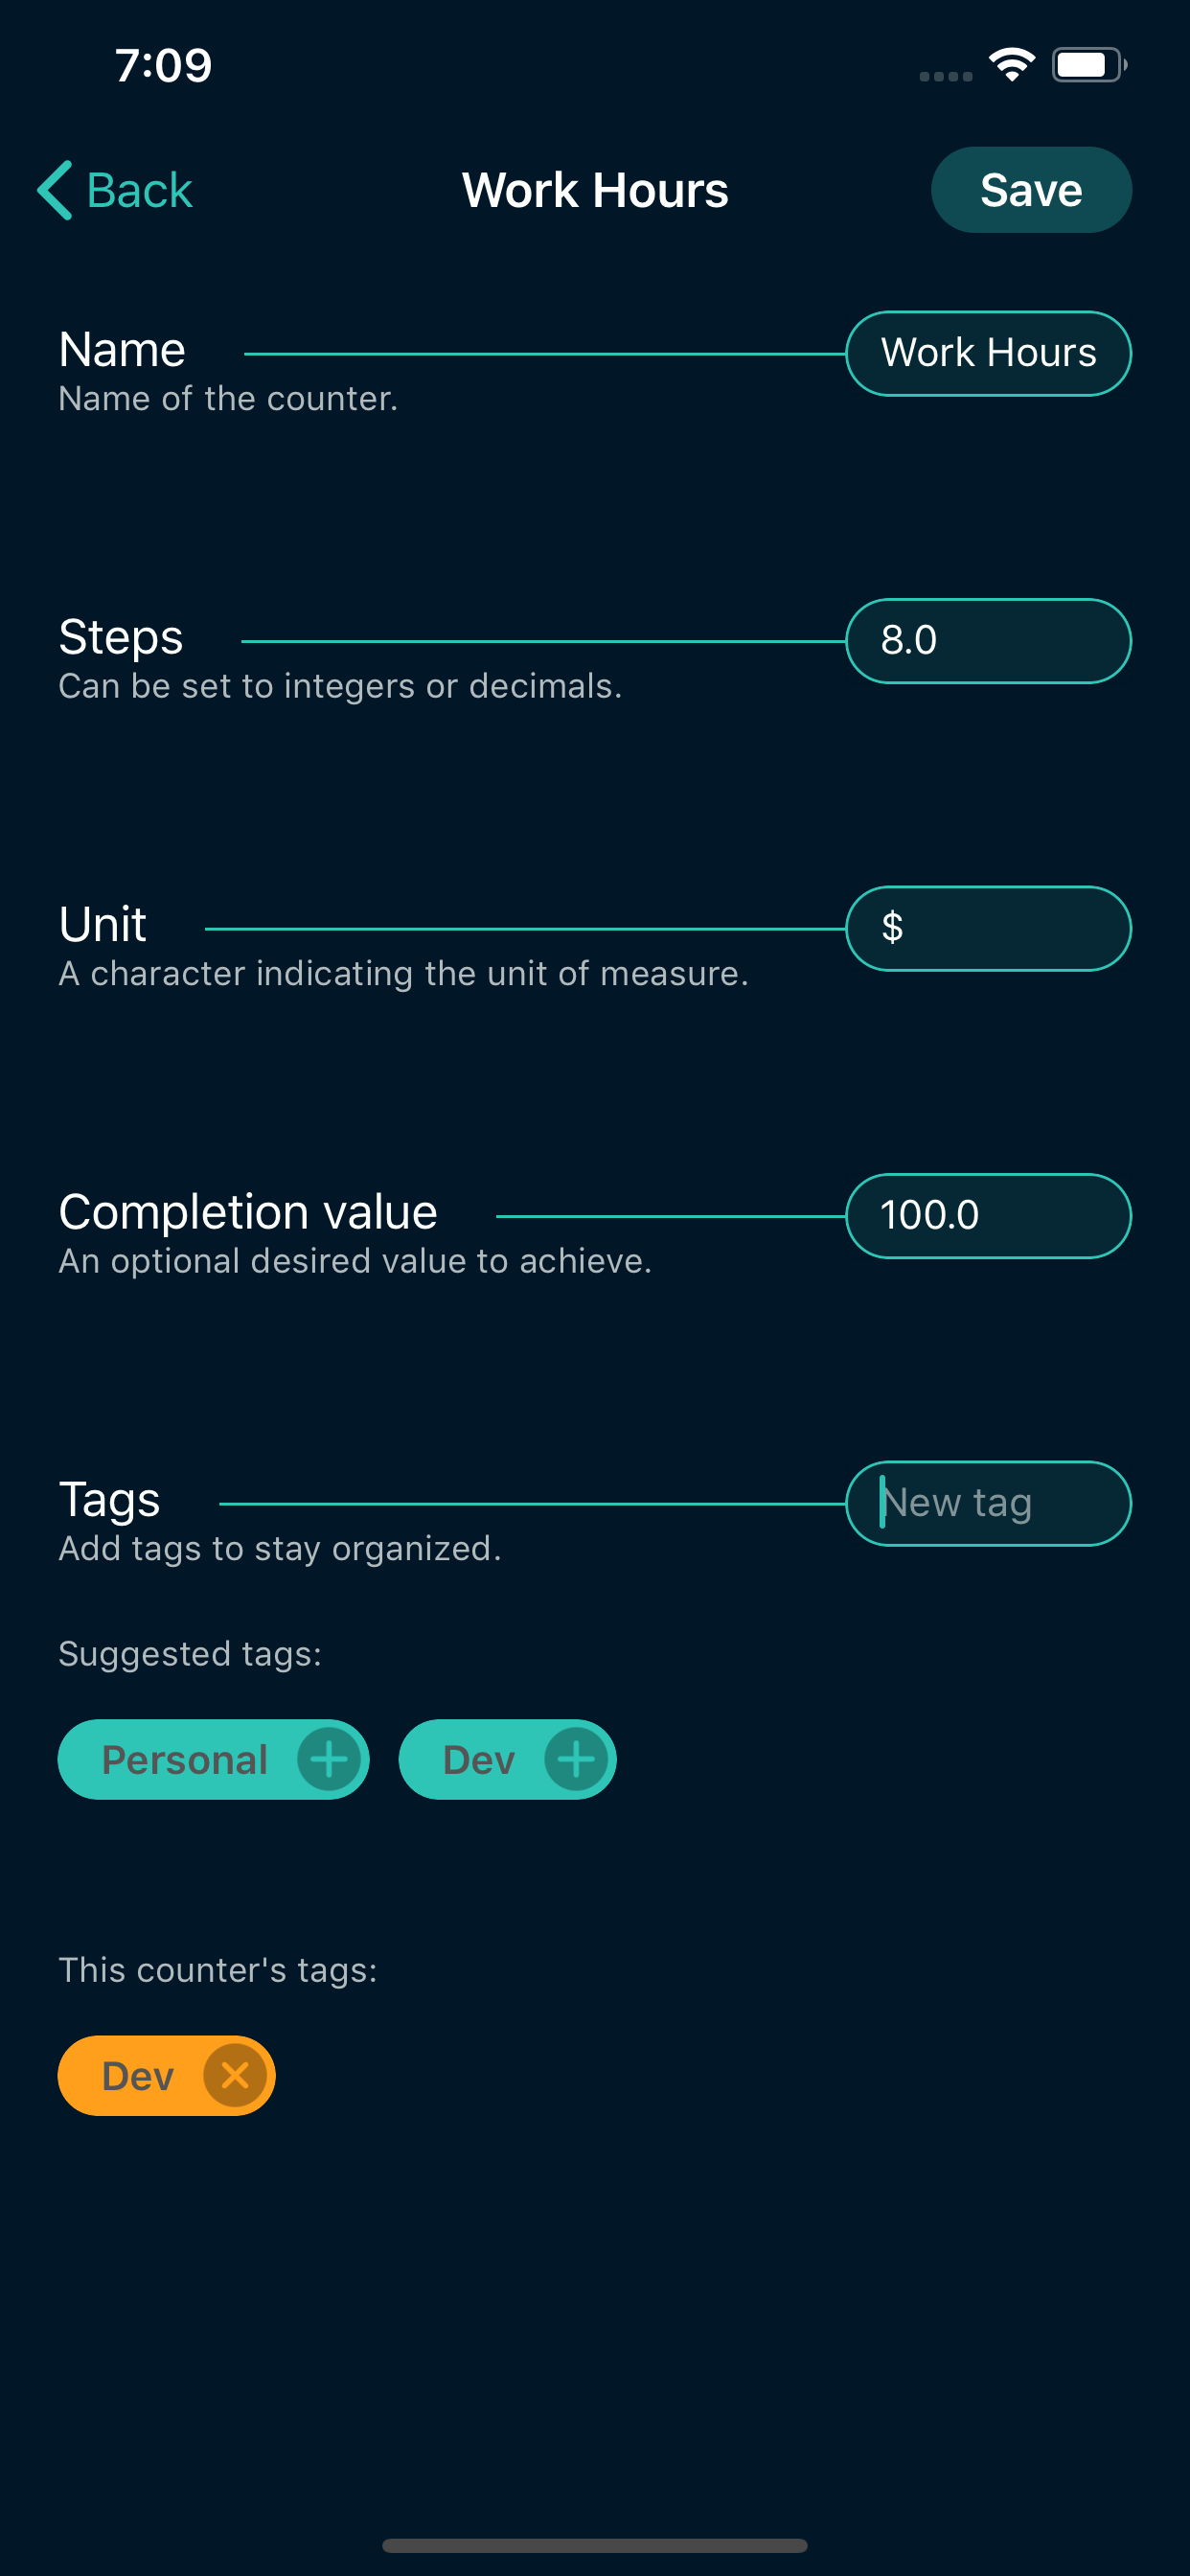 7:09
Back
Work Hours
Save
Name
Work Hours
Name of the counter.
Steps
8.0
Can be set to integers or decimals.
Unit
$
A character indicating the unit of measure.
Completion value
100.0
An optional desired value to achieve.
Tags
New tag
Add tags to stay organized.
Suggested tags:
Personal
Dev
This counter's tags:
Dev